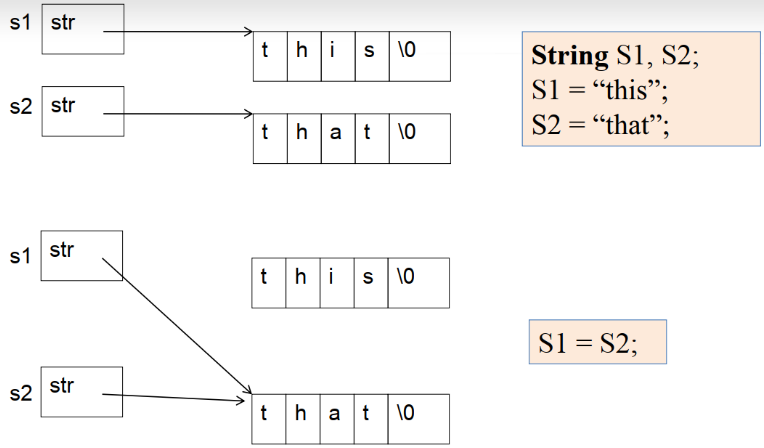 s1 str
t h i s \0
s2 str
t h a t \0
String S1, S2;
S1 = “this”;
S2 = “that”;
s1 str
t h i s \0
S1 = S2;
s2 str
t h a t \0